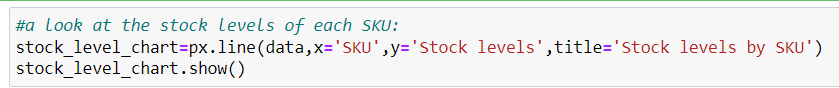 #a look at the stock levels of each SKU:
stock_level_chart=px.line(data,x='SKU',y='Stock levels',title='Stock levels by SKU')
stock_level_chart.show()